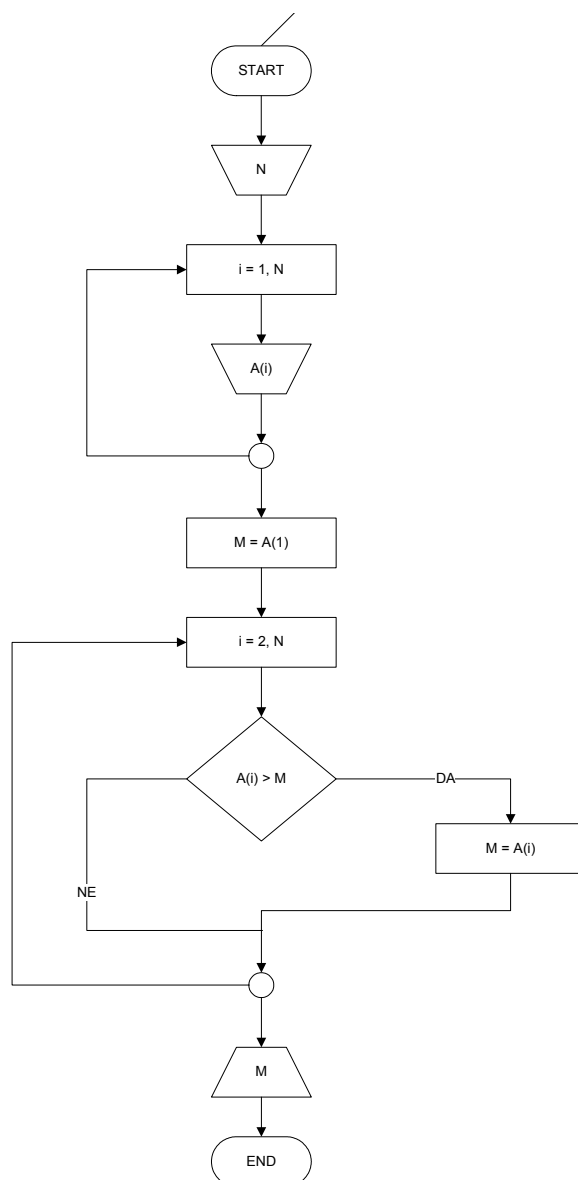 START
N
i = 1, N
A(i)
M = A(1)
i = 2, N
A(i) > M
DA
M = A(i)
NE
M
END